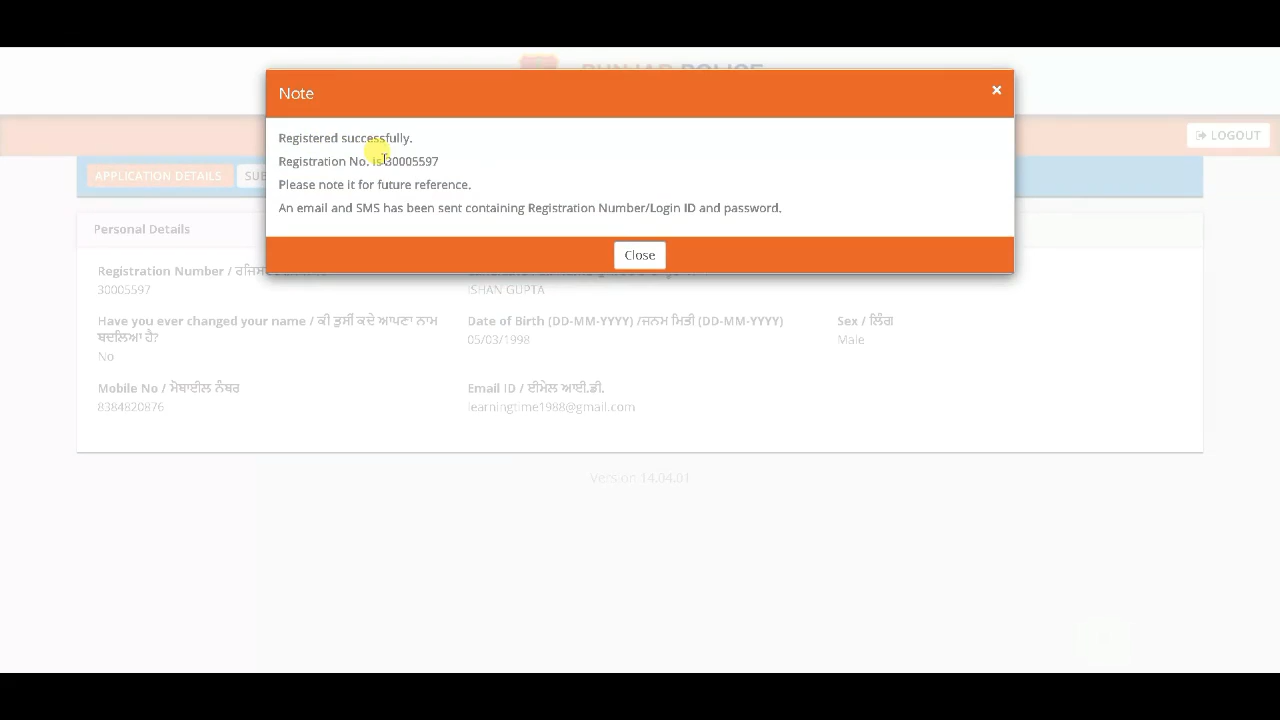 PUNJAB POLICE
Note
×
Registered successfully.
Registration No. is 30005597
Please note it for future reference.
An email and SMS has been sent containing Registration Number/Login ID and password.
Close
LOGOUT
APPLICATION DETAILS
Personal Details
Registration Number /
30005597
ISHAN GUPTA
Have you ever changed your name / ਕੀ ਤੁਸੀਂ ਕਦੇ ਆਪਣਾ ਨਾਮ
ਬਦਲਿਆ ਹੈ?
No
Date of Birth (DD-MM-YYYY) /ਜਨਮ ਮਿਤੀ (DD-MM-YYYY)
05/03/1998
Sex / ਲਿੰਗ
Male
Mobile No / ਮੋਬਾਈਲ ਨੰਬਰ
8384820876
Email ID / ਈਮੇਲ ਆਈ.ਡੀ.
learningtime1988@gmail.com
Version 14.04.01